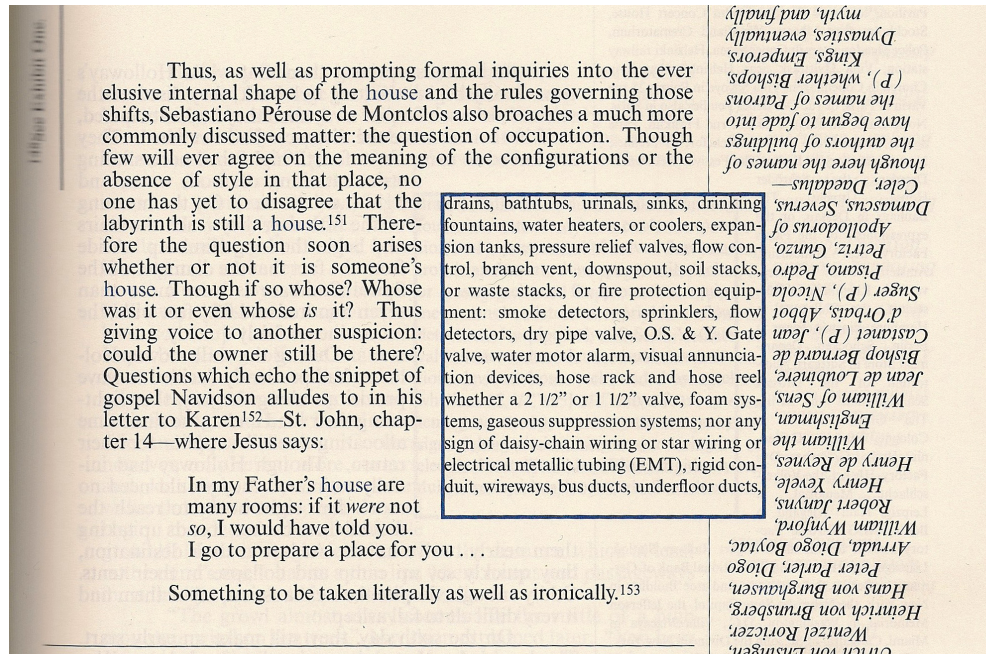 Thus, as well as prompting formal inquiries into the ever
elusive internal shape of the house and the rules governing those
shifts, Sebastiano Pérouse de Montclos also broaches a much more
commonly discussed matter: the question of occupation. Though
few will ever agree on the meaning of the configurations or the
absence of style in that place, no
one has yet to disagree that the
labyrinth is still a house.151 There-
fore the question soon arises
whether or not it is someone's
house. Though if so whose? Whose
was it or even whose is it? Thus
giving voice to another suspicion:
could the owner still be there?
Questions which echo the snippet of
gospel Navidson alludes to in his
letter to Karen152—St. John, chap-
ter 14—where Jesus says:
In my Father's house are
many rooms: if it were not
so, I would have told you.
I go to prepare a place for you . . .
Something to be taken literally as well as ironically.153
drains, bathtubs, urinals, sinks, drinking
fountains, water heaters, or coolers, expan-
sion tanks, pressure relief valves, flow con-
trol, branch vent, downspout, soil stacks,
or waste stacks, or fire protection equip-
ment: smoke detectors, sprinklers, flow
detectors, dry pipe valve, O.S. & Y. Gate
valve, water motor alarm, visual annuncia-
tion devices, hose rack and hose reel
whether a 2 1/2” or 1 1/2” valve, foam sys-
tems, gaseous suppression systems; nor any
sign of daisy-chain wiring or star wiring or
electrical metallic tubing (EMT), rigid con-
duit, wireways, bus ducts, underfloor ducts,
Ulrich von Ensingen,
Wentzel Roriczer,
Heinrich von Brunsberg,
Hans von Burghausen,
Peter Parler, Diogo
Arruda, Diogo Boytac,
William Wynford,
Robert Janyns,
Henry Yevele,
Henry de Reynes,
William the
Englishman,
William of Sens,
Jean de Loubinère,
Bishop Bernard de
Castanet (P), Jean
d'Orbais, Abbot
Suger (P), Nicola
Pisano, Pedro
Petriz, Gunzo,
Apollodorus of
Damascus, Severus,
Celer, Daedalus—
though here the names of
the authors of buildings
have begun to fade into
the names of Patrons
(P), whether Bishops,
Kings, Emperors,
Dynasties, eventually
myth, and finally